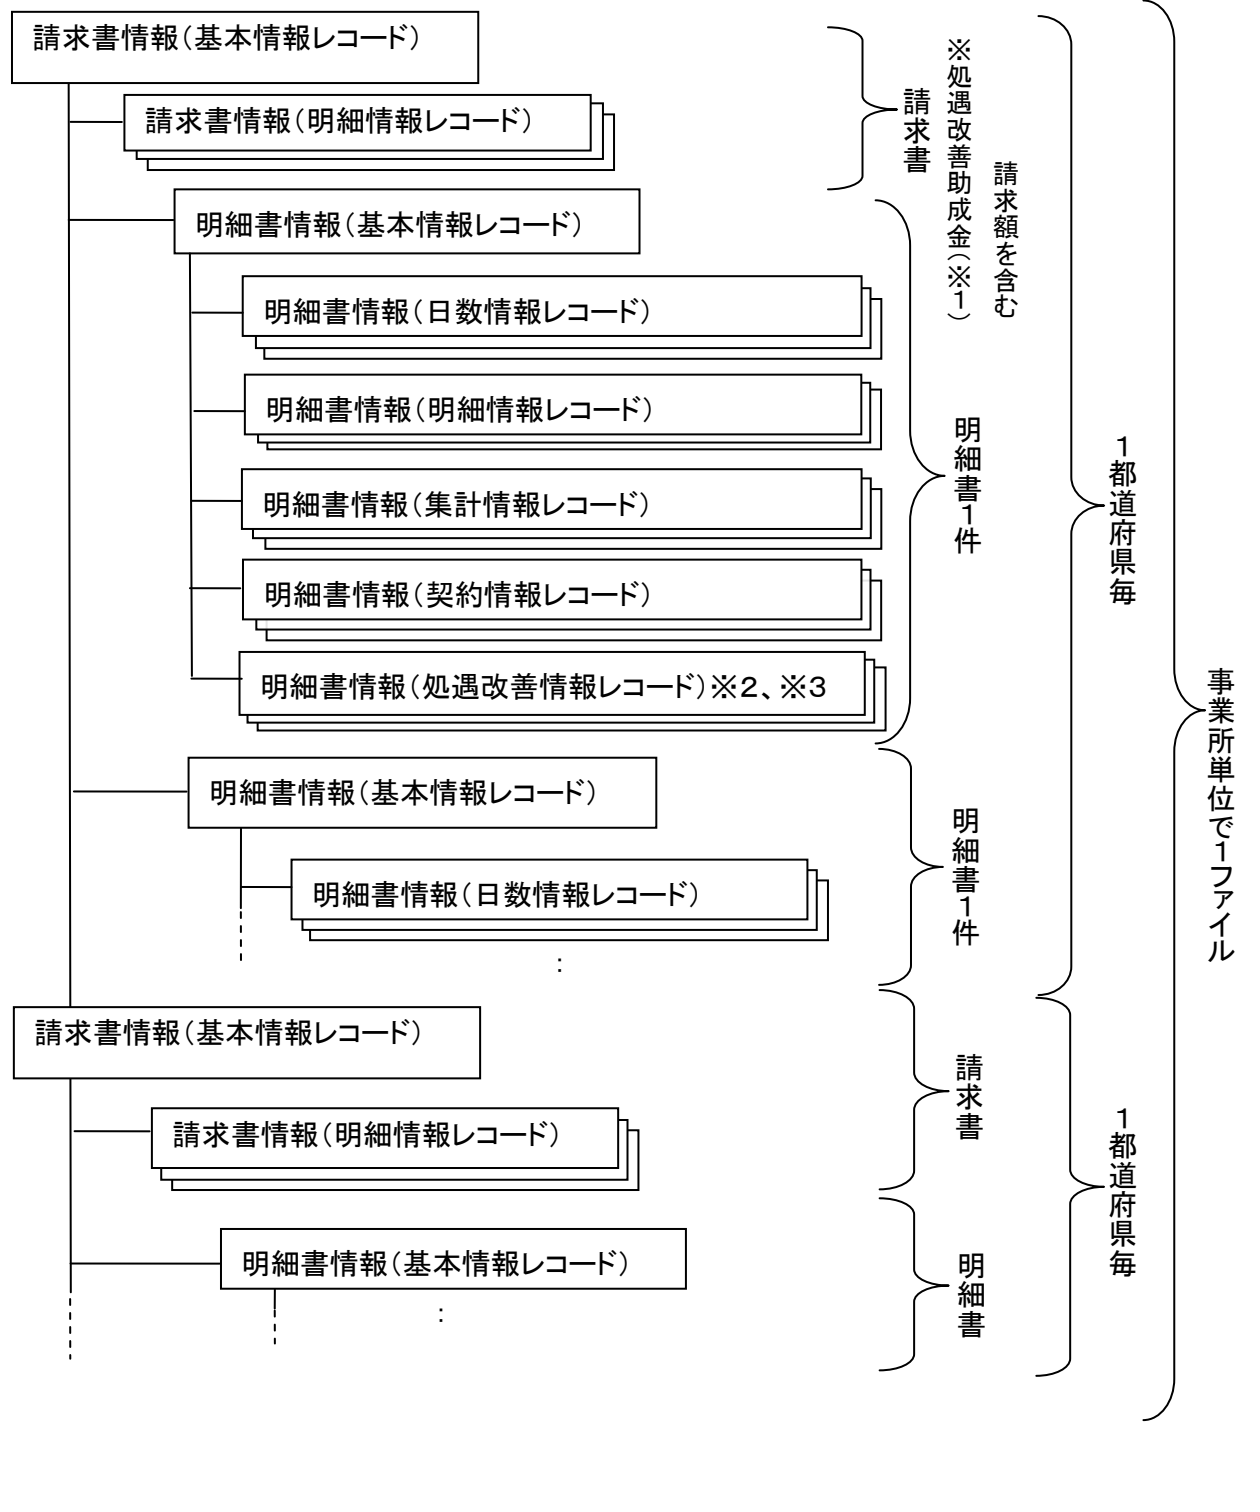 請求書情報（基本情報レコード）
請求書情報（明細情報レコード）
請求書
※処遇改善助成金（※１）
請求額を含む
明細書情報（基本情報レコード）
明細書情報（日数情報レコード）
明細書情報（明細情報レコード）
明細書情報（集計情報レコード）
明細書情報（契約情報レコード）
明細書情報（処遇改善情報レコード）※２、※３
明細書１件
明細書情報（基本情報レコード）
明細書情報（日数情報レコード）
：
明細書１件
１都道府県毎
請求書情報（基本情報レコード）
請求書情報（明細情報レコード）
請求書
明細書情報（基本情報レコード）
：
明細書
１都道府県毎
事業所単位で１ファイル